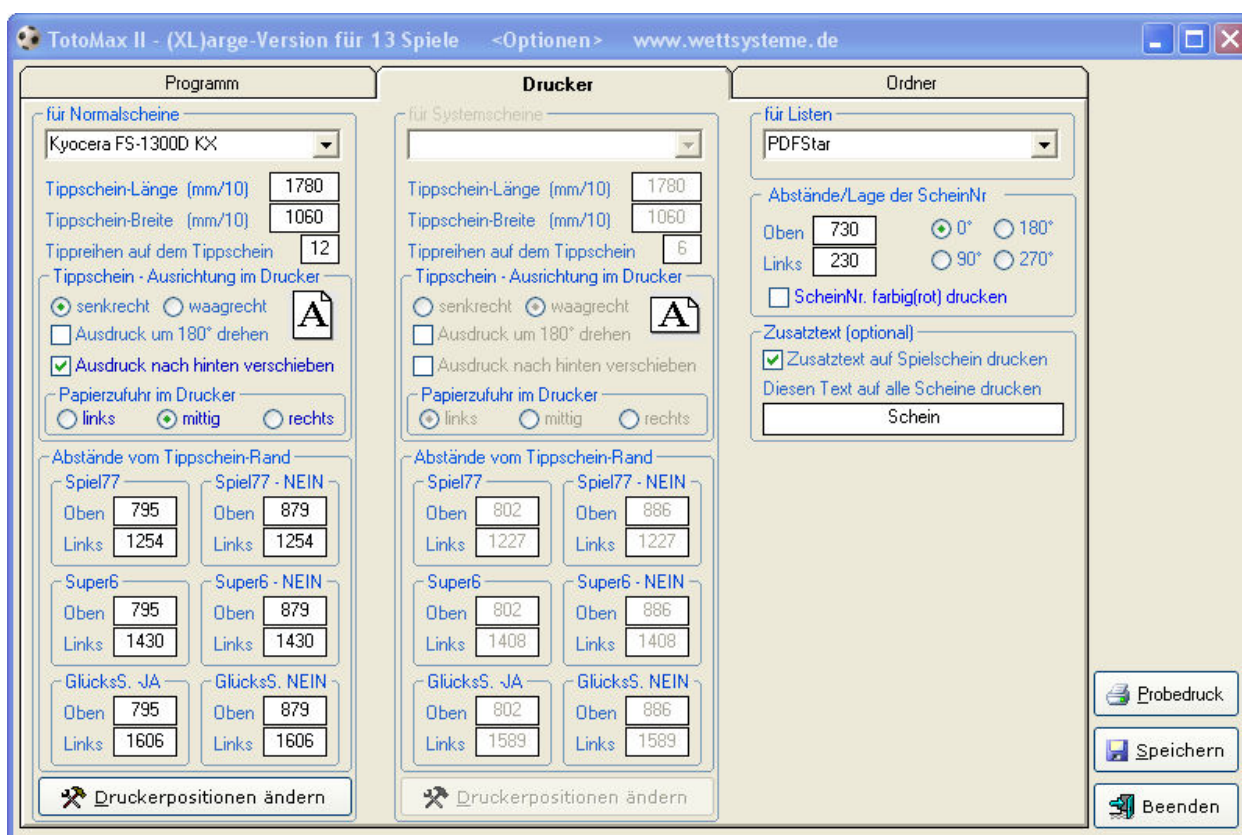 TotoMax II - (XL)arge-Version für 13 Spiele <Optionen> www.wettsysteme.de
Programm
Drucker
Ordner
für Normalscheine
Kyocera FS-1300D KX
Tippschein-Länge (mm/10) 1780
Tippschein-Breite (mm/10) 1060
Tippreihen auf dem Tippschein 12
Tippschein - Ausrichtung im Drucker
senkrecht waagrecht
A
Ausdruck um 180° drehen
Ausdruck nach hinten verschieben
Papierzufuhr im Drucker
links mittig rechts
Abstände vom Tippschein-Rand
Spiel77 Spiel77 - NEIN
Oben 795 Oben 879
Links 1254 Links 1254
Super6 Super6 - NEIN
Oben 795 Oben 879
Links 1430 Links 1430
GlücksS. -JA GlücksS. NEIN
Oben 795 Oben 879
Links 1606 Links 1606
Druckerpositionen ändern
für Systemscheine
Tippschein-Länge (mm/10) 1780
Tippschein-Breite (mm/10) 1060
Tippreihen auf dem Tippschein 6
Tippschein - Ausrichtung im Drucker
senkrecht waagrecht
A
Ausdruck um 180° drehen
Ausdruck nach hinten verschieben
Papierzufuhr im Drucker
links mittig rechts
Abstände vom Tippschein-Rand
Spiel77 Spiel77 - NEIN
Oben 802 Oben 886
Links 1227 Links 1227
Super6 Super6 - NEIN
Oben 802 Oben 886
Links 1408 Links 1408
GlücksS. -JA GlücksS. NEIN
Oben 802 Oben 886
Links 1589 Links 1589
Druckerpositionen ändern
für Listen
PDFStar
Abstände/Lage der ScheinNr
Oben 730 0° 180°
Links 230 90° 270°
ScheinNr. farbig(rot) drucken
Zusatztext (optional)
Zusatztext auf Spielschein drucken
Diesen Text auf alle Scheine drucken
Schein
Probedruck
Speichern
Beenden